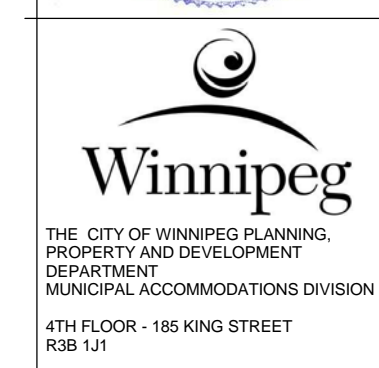 Winnipeg
THE CITY OF WINNIPEG PLANNING,
PROPERTY AND DEVELOPMENT
DEPARTMENT
MUNICIPAL ACCOMMODATIONS DIVISION
4TH FLOOR - 185 KING STREET
R3B 1J1